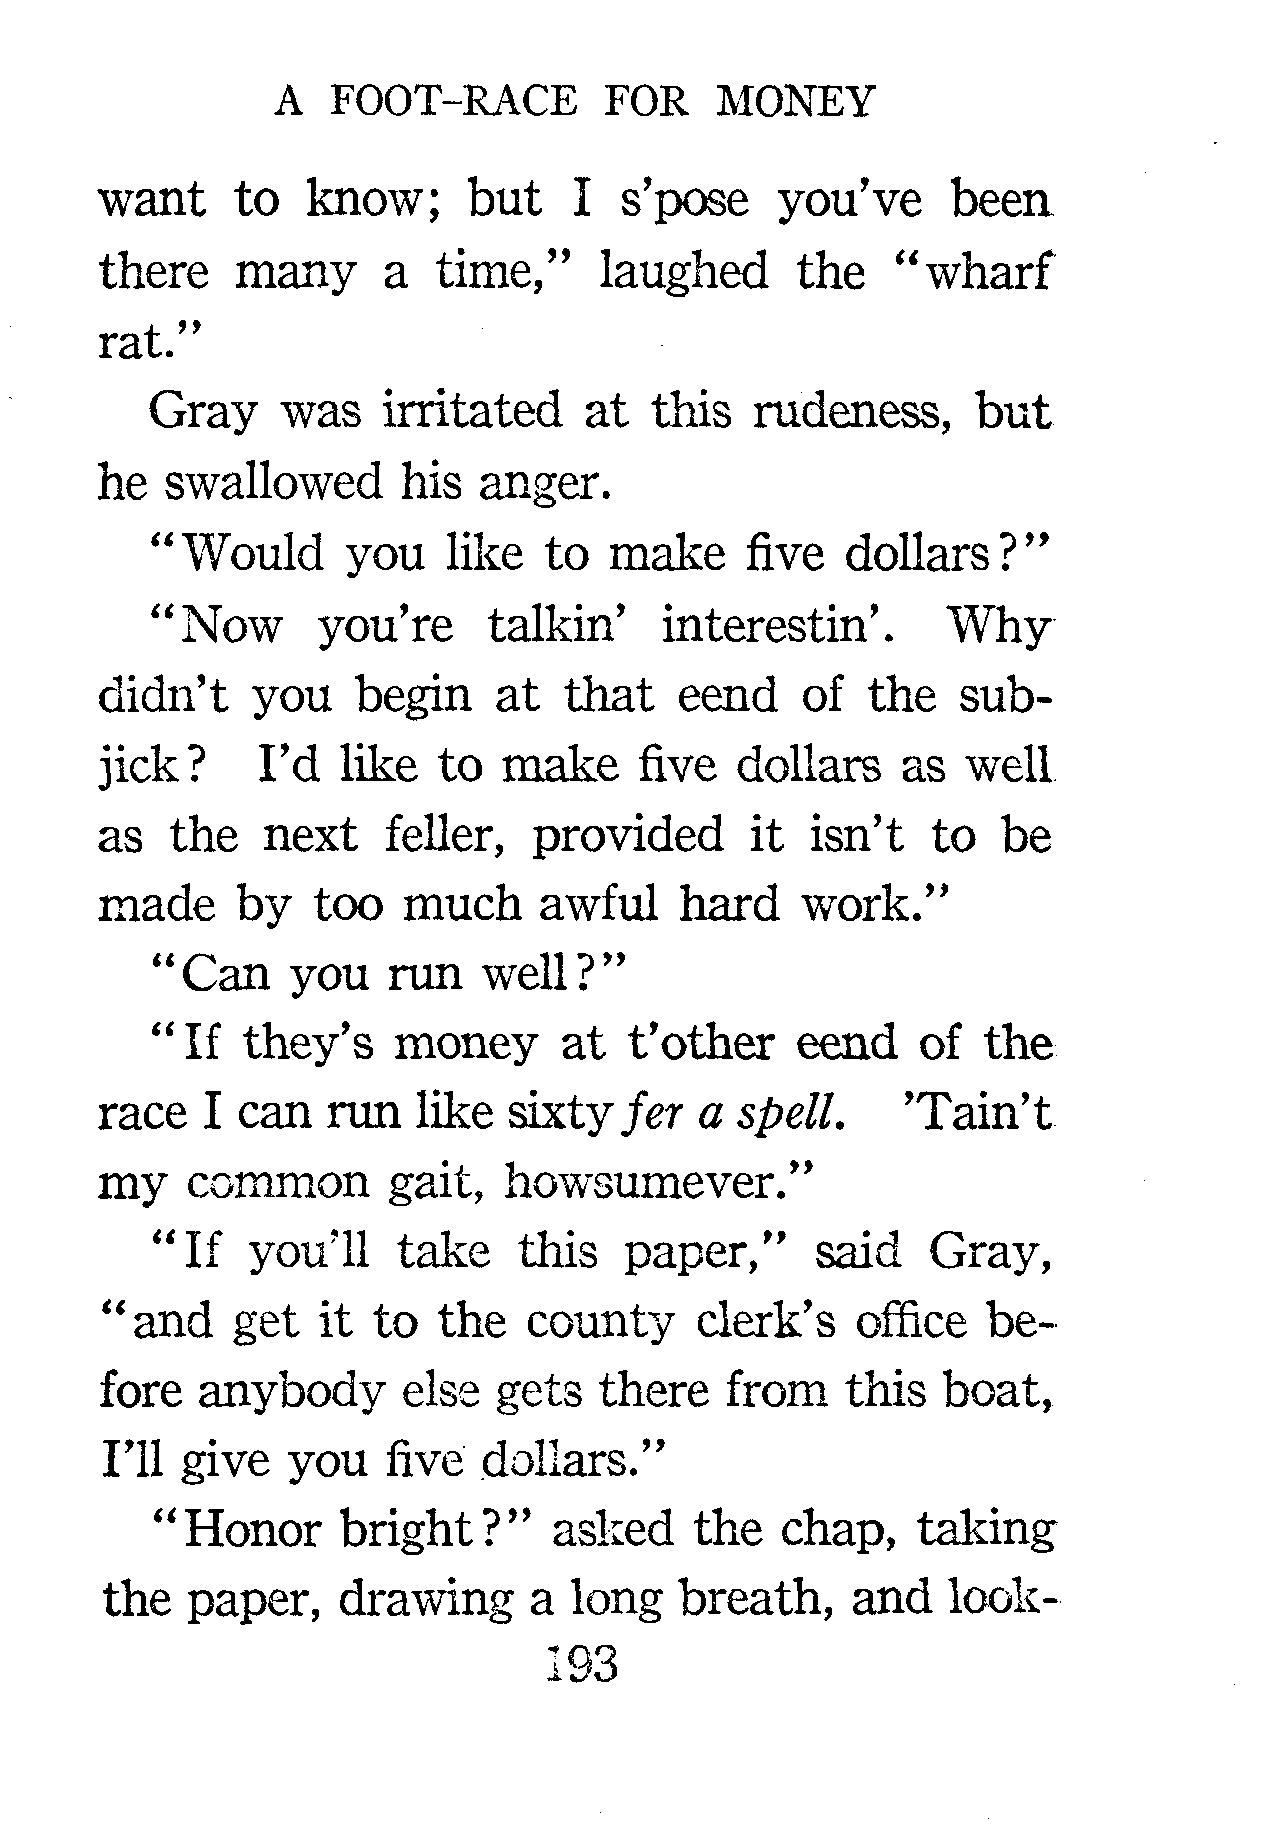 A FOOT-RACE FOR MONEY
want to know; but I s'pose you've been
there many a time," laughed the "wharf
rat."
Gray was irritated at this rudeness, but
he swallowed his anger.
"Would you like to make five dollars?"
"Now you're talkin' interestin'. Why
didn't you begin at that eend of the sub-
jick? I'd like to make five dollars as well
as the next feller, provided it isn't to be
made by too much awful hard work."
"Can you run well?"
"If they's money at t'other eend of the
race I can run like sixty fer a spell. 'Tain't
my common gait, howsumever."
"If you'll take this paper," said Gray,
"and get it to the county clerk's office be-
fore anybody else gets there from this boat,
I'll give you five dollars."
"Honor bright?" asked the chap, taking
the paper, drawing a long breath, and look-
193